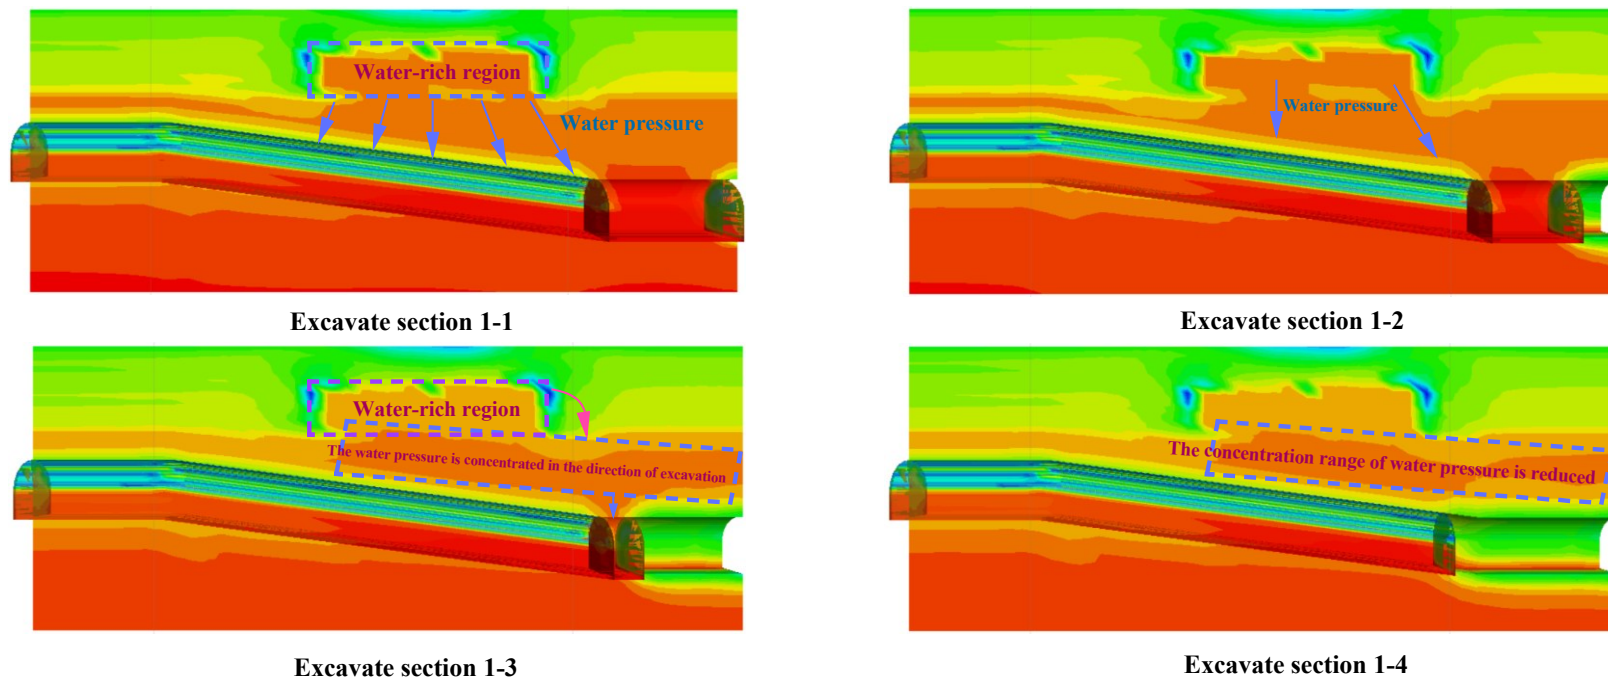 Water-rich region
Water pressure
Excavate section 1-1
Water pressure
Excavate section 1-2
Water-rich region
The water pressure is concentrated in the direction of excavation
Excavate section 1-3
The concentration range of water pressure is reduced
Excavate section 1-4